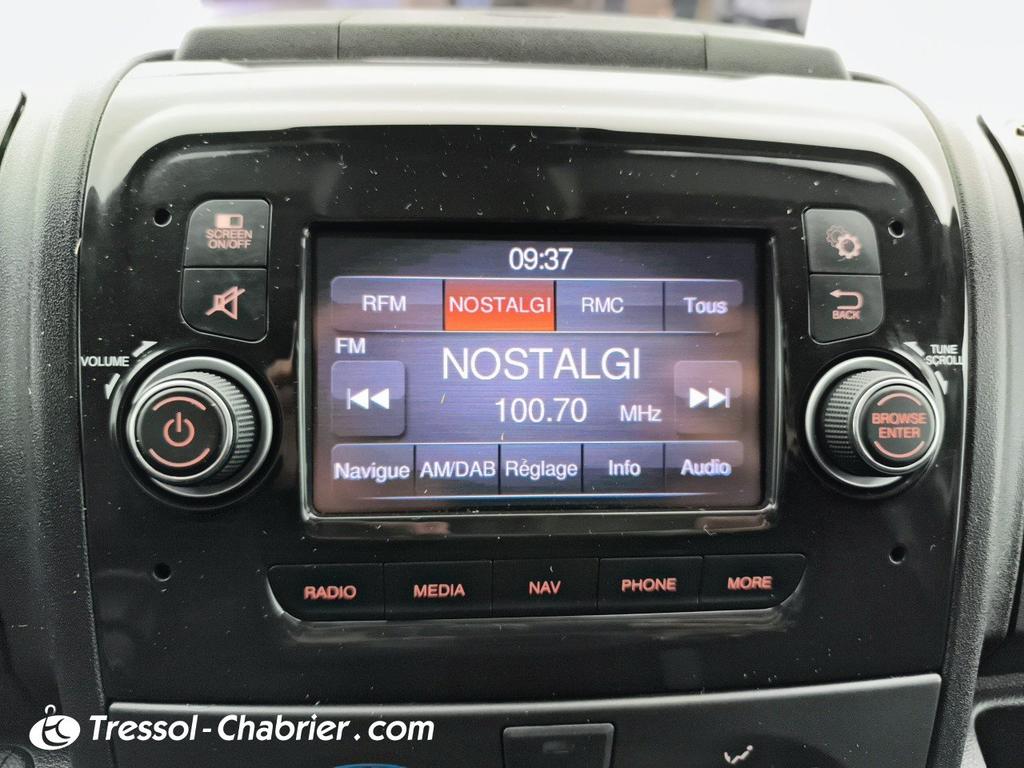 SCREEN
ON/OFF
09:37
RFM NOSTALGI RMC Tous
BACK
VOLUME
FM
NOSTALGI
TUNE
SCROLL
100.70 MHz
BROWSE
ENTER
Navigue AM/DAB Réglage Info Audio
RADIO MEDIA NAV PHONE MORE
Tressol-Chabrier.com